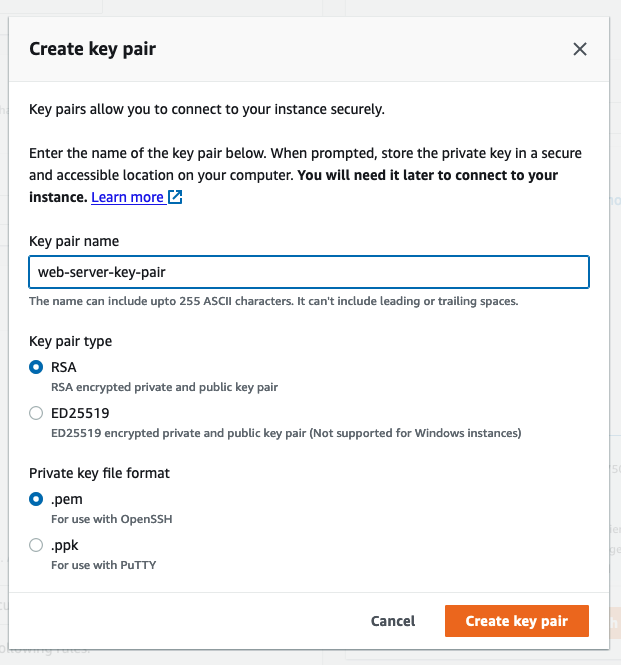 Create key pair
Key pairs allow you to connect to your instance securely.
Enter the name of the key pair below. When prompted, store the private key in a secure
and accessible location on your computer. You will need it later to connect to your
instance. Learn more
Key pair name
web-server-key-pair
The name can include upto 255 ASCII characters. It can't include leading or trailing spaces.
Key pair type
RSA
RSA encrypted private and public key pair
ED25519
ED25519 encrypted private and public key pair (Not supported for Windows instances)
Private key file format
.pem
For use with OpenSSH
.ppk
For use with PuTTY
Cancel
Create key pair
following rules: